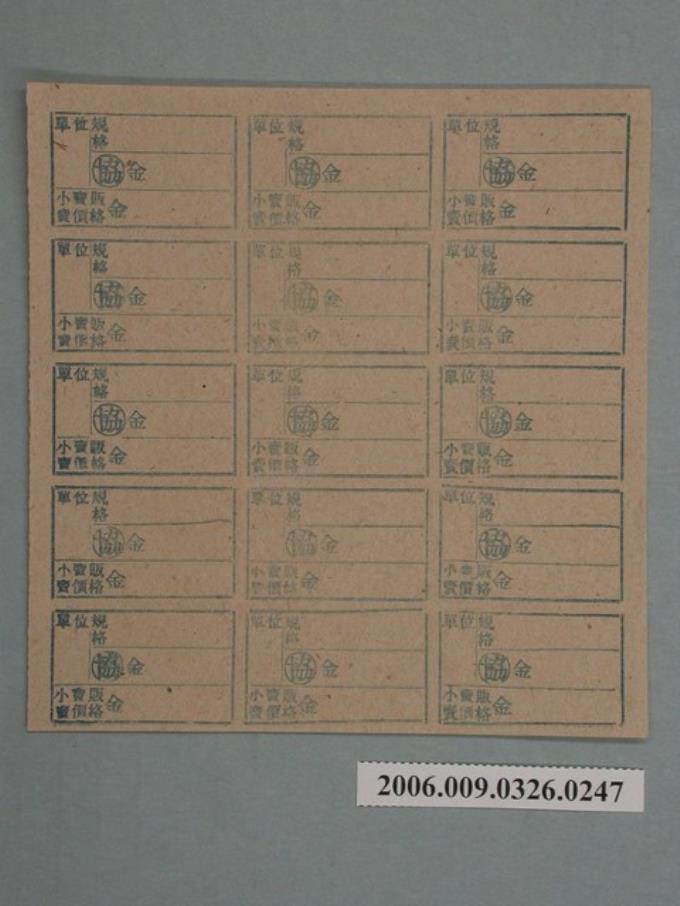 單位規
格
協金
小賣販
賣價格金
單位規
格
協金
小賣販
賣價格金
單位規
格
協金
小賣販
賣價格金
單位規
格
協金
小賣販
賣價格金
單位規
格
協金
小賣販
賣價格金
單位規
格
協金
小賣販
賣價格金
單位規
格
協金
小賣販
賣價格金
單位規
格
協金
小賣販
賣價格金
單位規
格
協金
小賣販
賣價格金
單位規
格
協金
小賣販
賣價格金
單位規
格
協金
小賣販
賣價格金
單位規
格
協金
小賣販
賣價格金
單位規
格
協金
小賣販
賣價格金
單位規
格
協金
小賣販
賣價格金
單位規
格
協金
小賣販
賣價格金
2006.009.0326.0247